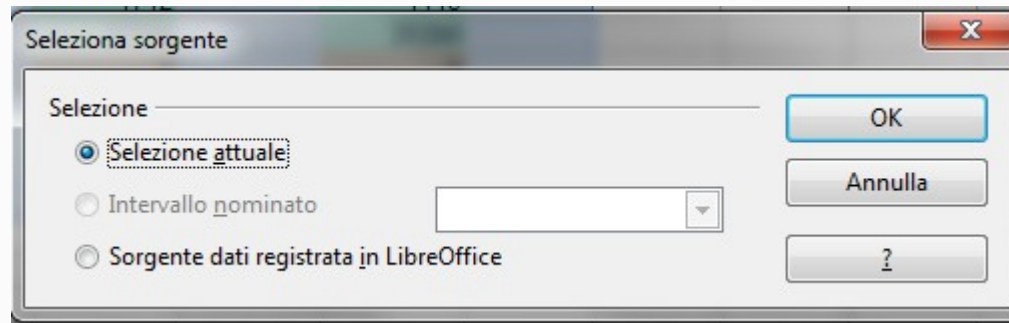 Seleziona sorgente
Selezione
OK
Selezione attuale
Annulla
Intervallo nominato
Sorgente dati registrata in LibreOffice
?